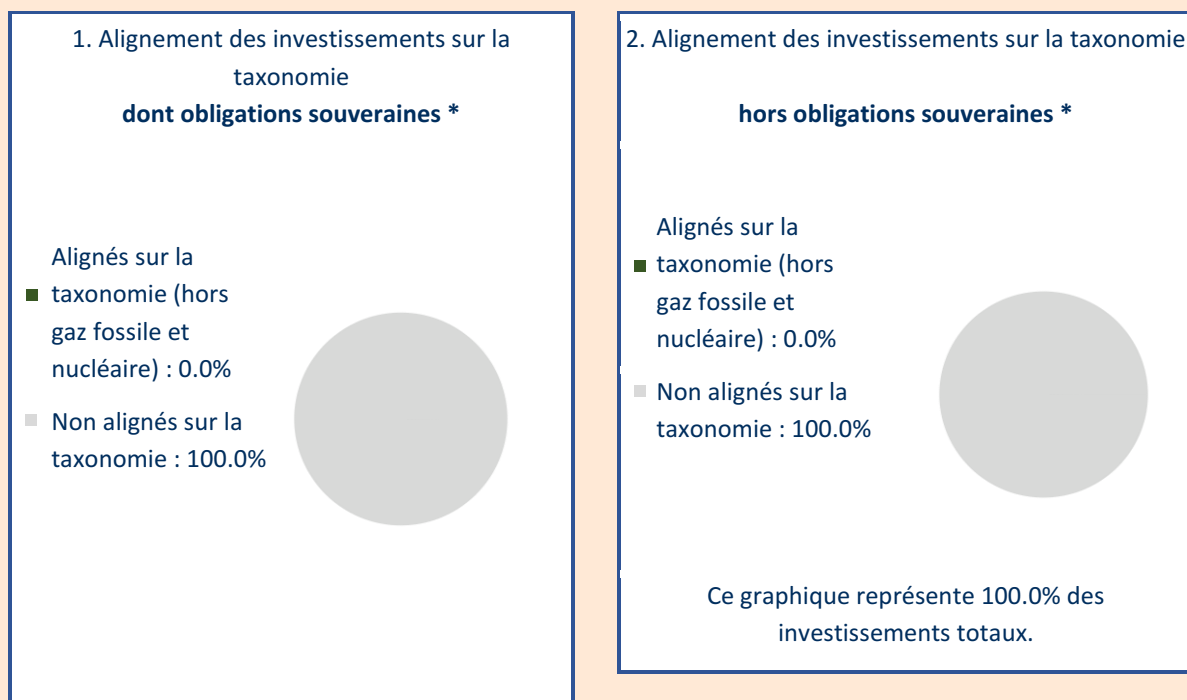 1. Alignement des investissements sur la
taxonomie
dont obligations souveraines *
Alignés sur la
taxonomie (hors
gaz fossile et
nucléaire) : 0.0%
Non alignés sur la
taxonomie : 100.0%
2. Alignement des investissements sur la taxonomie
hors obligations souveraines *
Alignés sur la
taxonomie (hors
gaz fossile et
nucléaire) : 0.0%
Non alignés sur la
taxonomie : 100.0%
Ce graphique représente 100.0% des
investissements totaux.